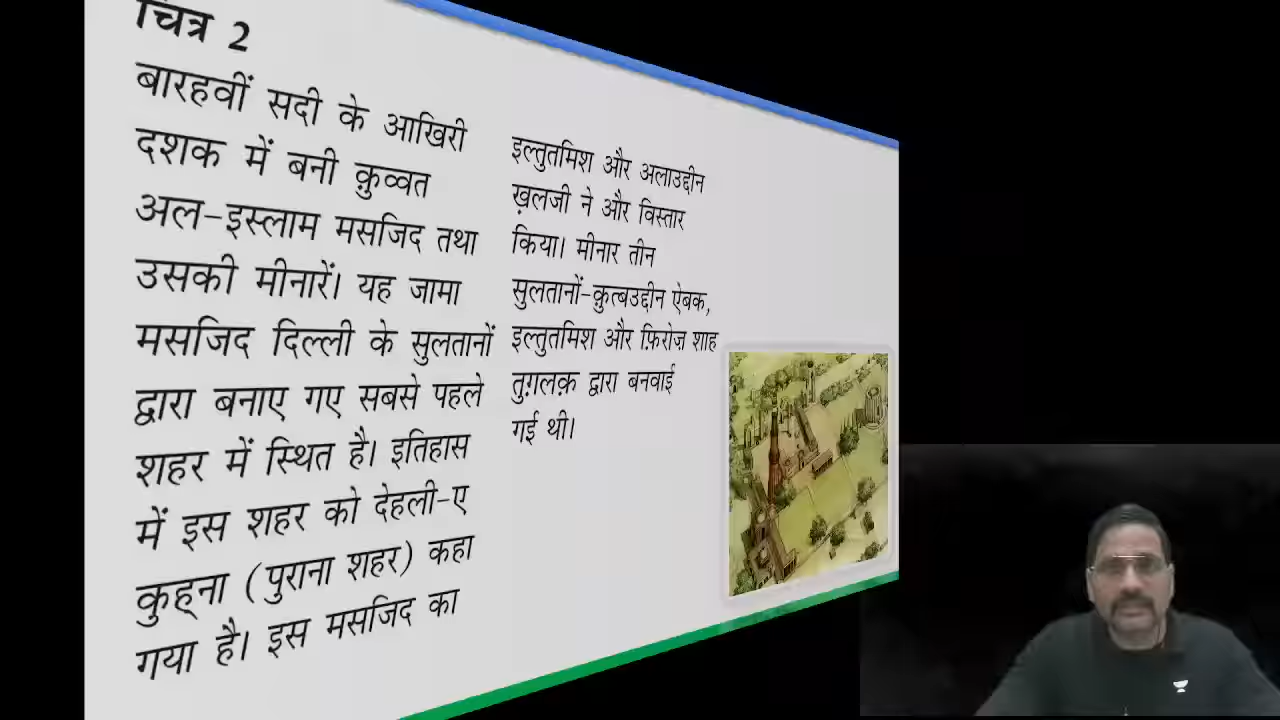 चित्र 2
बारहवीं सदी के आखिरी
दशक में बनी क़ुव्वत
अल-इस्लाम मसजिद तथा
उसकी मीनारें। यह जामा
मसजिद दिल्ली के सुलतानों
द्वारा बनाए गए सबसे पहले
शहर में स्थित है। इतिहास
में इस शहर को देहली-ए
कुह्ना (पुराना शहर) कहा
गया है। इस मसजिद का
इल्तुतमिश और अलाउद्दीन
ख़लजी ने और विस्तार
किया। मीनार तीन
सुलतानों-क़ुत्बउद्दीन ऐबक,
इल्तुतमिश और फ़िरोज शाह
तुग़लक़ द्वारा बनवाई
गई थी।